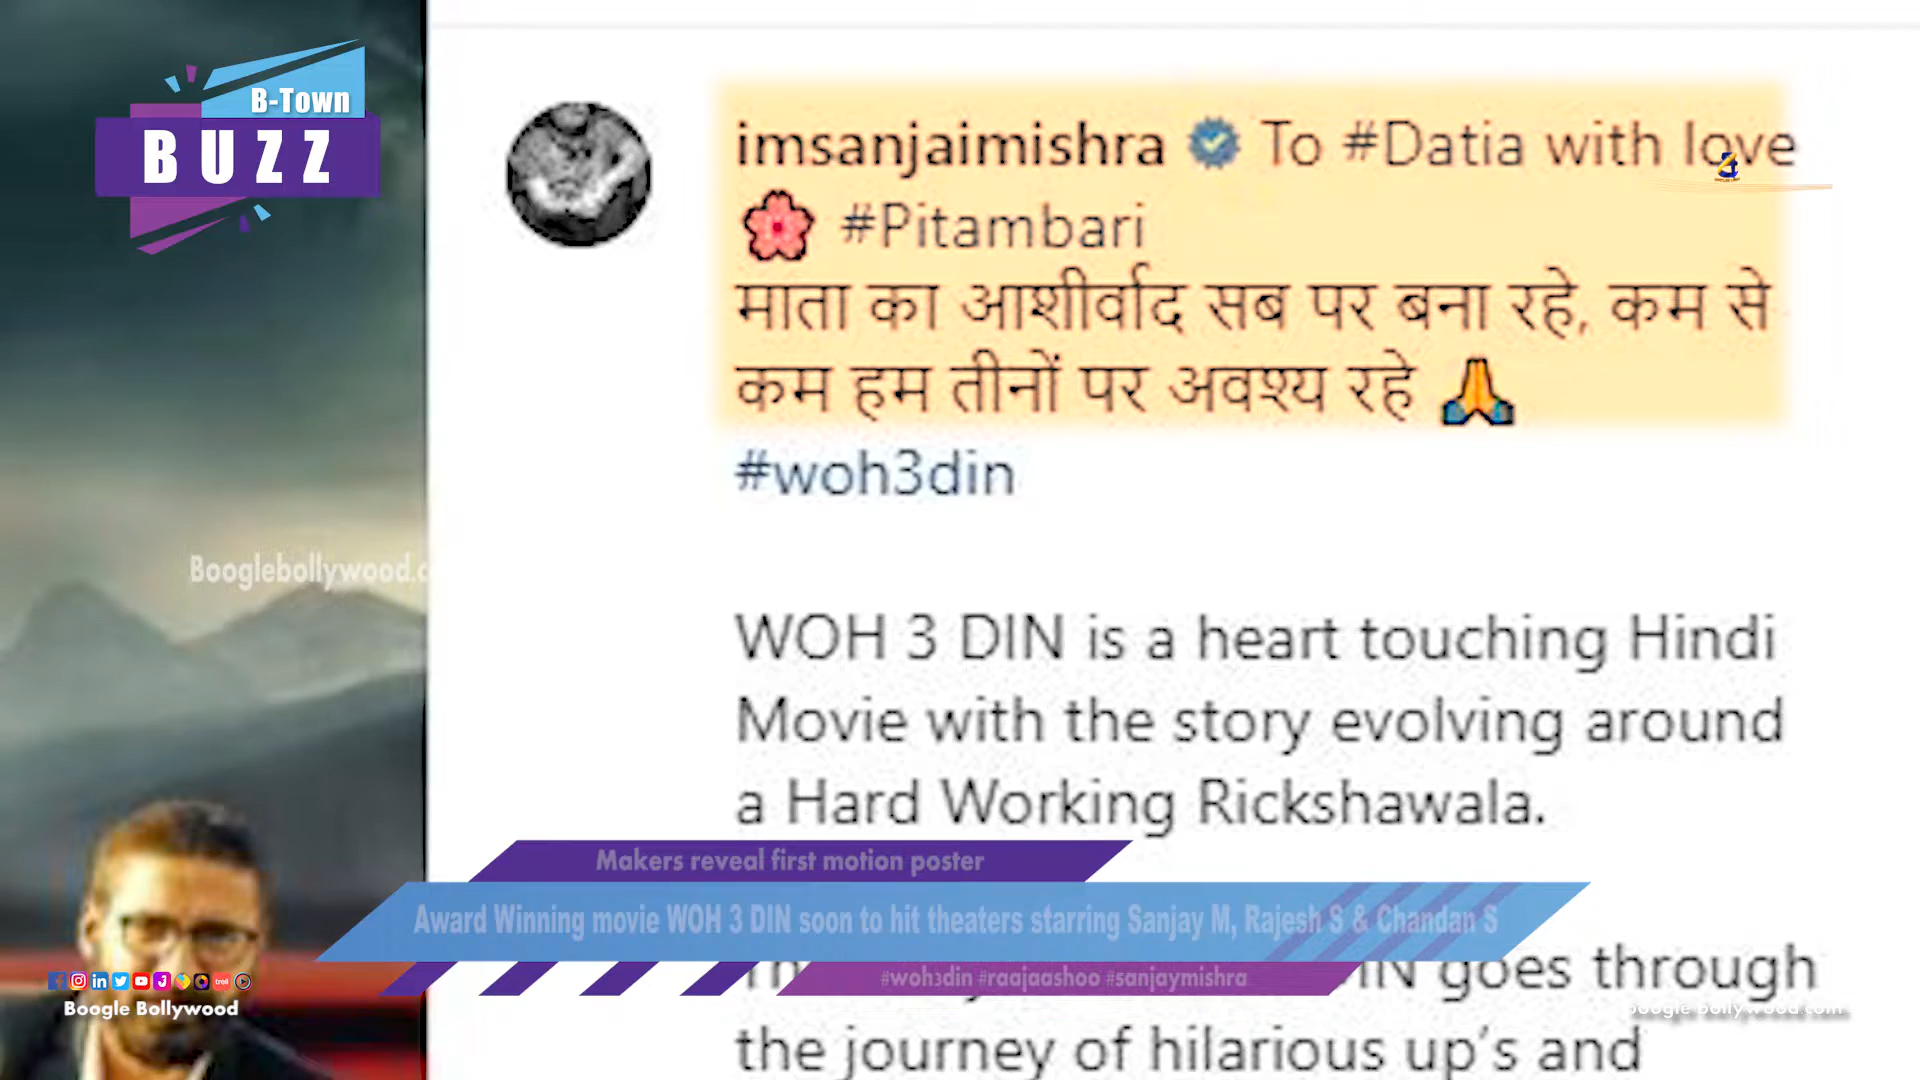 B-Town
BUZZ
imsanjaimishra To #Datia with love
#Pitambari
माता का आशीर्वाद सब पर बना रहे, कम से
कम हम तीनों पर अवश्य रहे
#woh3din
Booglebollywood.c
WOH 3 DIN is a heart touching Hindi
Movie with the story evolving around
a Hard Working Rickshawala.
Makers reveal first motion poster
Award Winning movie WOH 3 DIN soon to hit theaters starring Sanjay M, Rajesh S & Chandan S
goes through
#woh3din #raajaashoo #sanjaymishra
Boogle Bollywood
Boogle Bollywood.com
the journey of hilarious up's and